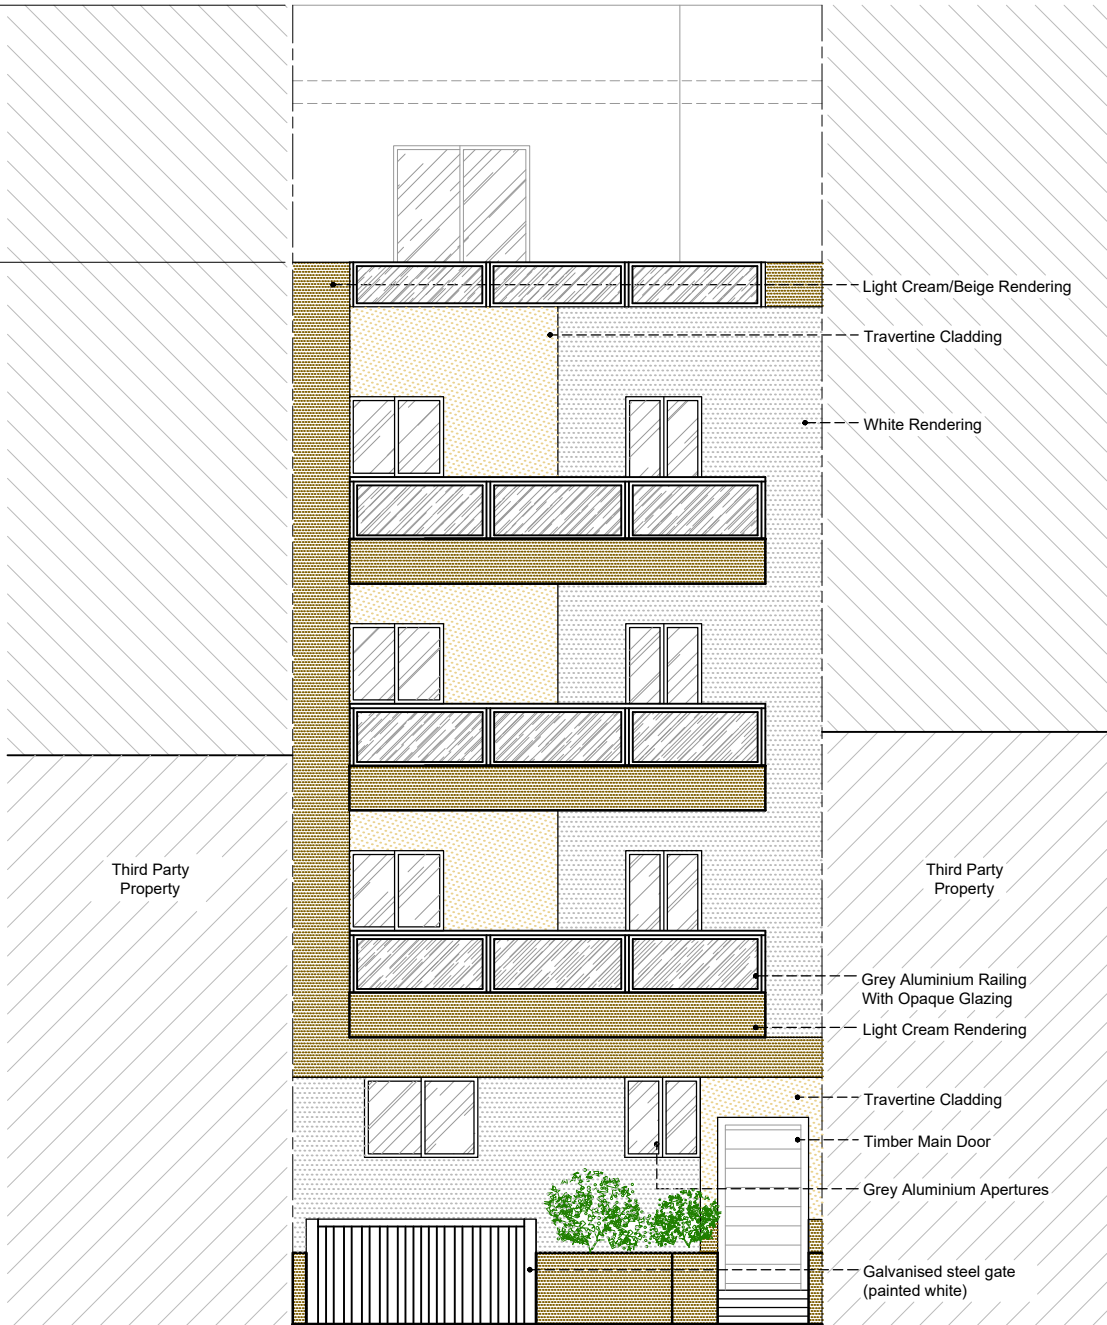 Light Cream/Beige Rendering
Travertine Cladding
White Rendering
Third Party
Property
Third Party
Property
Grey Aluminium Railing
With Opaque Glazing
Light Cream Rendering
Travertine Cladding
Timber Main Door
Grey Aluminium Apertures
Galvanised steel gate
(painted white)